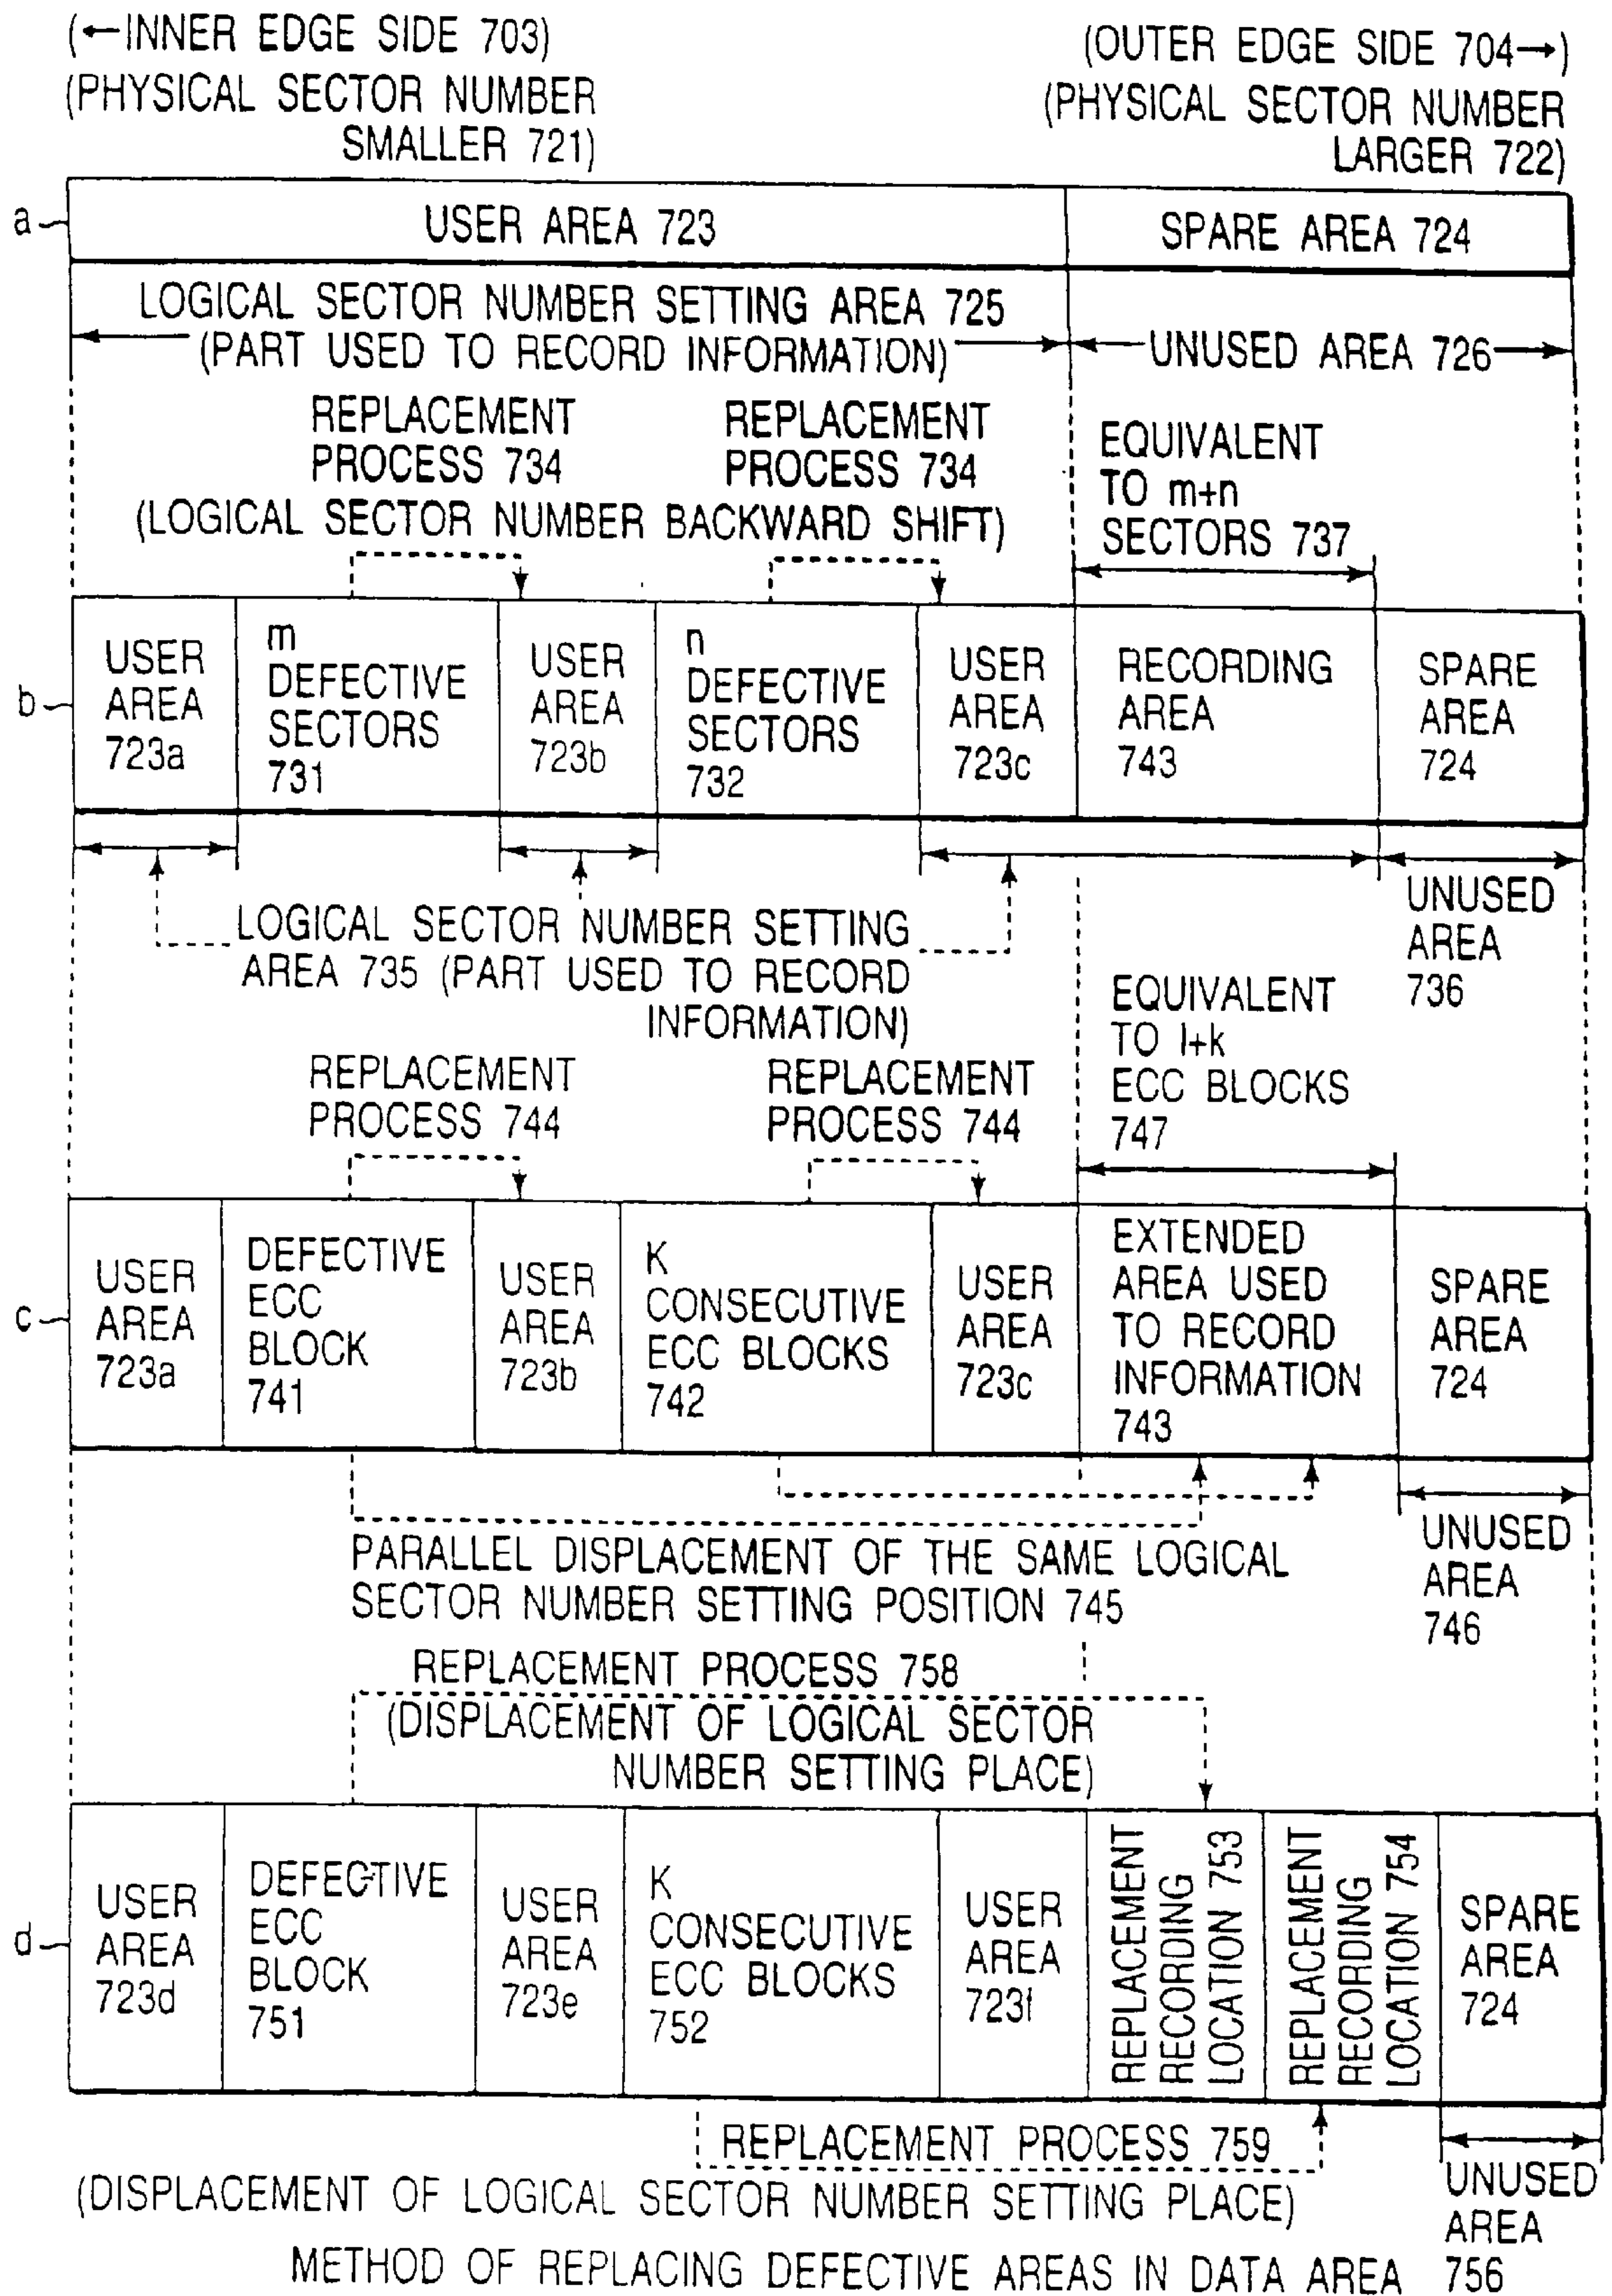 (←INNER EDGE SIDE 703)
(PHYSICAL SECTOR NUMBER
SMALLER 721)
(OUTER EDGE SIDE 704→)
(PHYSICAL SECTOR NUMBER
LARGER 722)
a
USER AREA 723
SPARE AREA 724
LOGICAL SECTOR NUMBER SETTING AREA 725
(PART USED TO RECORD INFORMATION)
UNUSED AREA 726
REPLACEMENT
PROCESS 734
REPLACEMENT
PROCESS 734
(LOGICAL SECTOR NUMBER BACKWARD SHIFT)
EQUIVALENT
TO m+n
SECTORS 737
b
USER
AREA
723a
m
DEFECTIVE
SECTORS
731
USER
AREA
723b
n
DEFECTIVE
SECTORS
732
USER
AREA
723c
RECORDING
AREA
743
SPARE
AREA
724
LOGICAL SECTOR NUMBER SETTING
AREA 735 (PART USED TO RECORD
INFORMATION)
UNUSED
AREA
736
REPLACEMENT
PROCESS 744
REPLACEMENT
PROCESS 744
EQUIVALENT
TO l+k
ECC BLOCKS
747
c
USER
AREA
723a
DEFECTIVE
ECC
BLOCK
741
USER
AREA
723b
K
CONSECUTIVE
ECC BLOCKS
742
USER
AREA
723c
EXTENDED
AREA USED
TO RECORD
INFORMATION
743
SPARE
AREA
724
PARALLEL DISPLACEMENT OF THE SAME LOGICAL
SECTOR NUMBER SETTING POSITION 745
UNUSED
AREA
746
REPLACEMENT PROCESS 758
(DISPLACEMENT OF LOGICAL SECTOR
NUMBER SETTING PLACE)
d
USER
AREA
723d
DEFECTIVE
ECC
BLOCK
751
USER
AREA
723e
K
CONSECUTIVE
ECC BLOCKS
752
USER
AREA
723f
REPLACEMENT
RECORDING
LOCATION 753
REPLACEMENT
RECORDING
LOCATION 754
SPARE
AREA
724
REPLACEMENT PROCESS 759
(DISPLACEMENT OF LOGICAL SECTOR NUMBER SETTING PLACE)
UNUSED
AREA
756
METHOD OF REPLACING DEFECTIVE AREAS IN DATA AREA